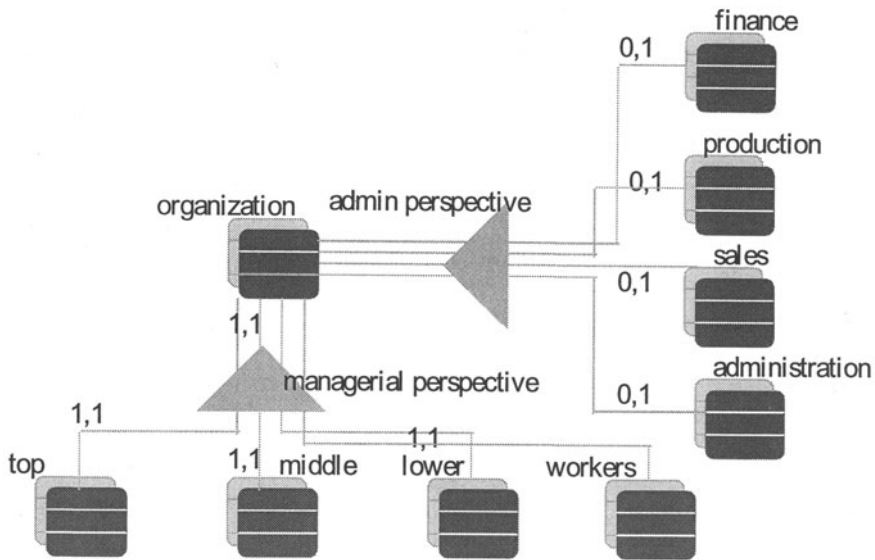 finance
0,1
production
0,1
admin perspective
organization
sales
0,1
1,1
administration
managerial perspective
0,1
1,1
1,1
top
1,1
middle
lower
workers